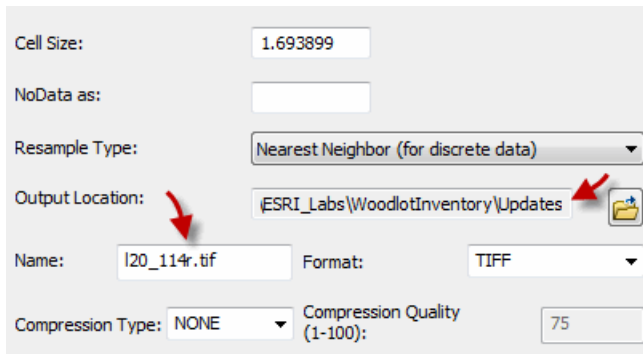 Cell Size: 1.693899
NoData as:
Resample Type: Nearest Neighbor (for discrete data)
Output Location: \ESRI_Labs\WoodlotInventory\Updates
Name: l20_114r.tif Format: TIFF
Compression Type: NONE Compression Quality (1-100): 75